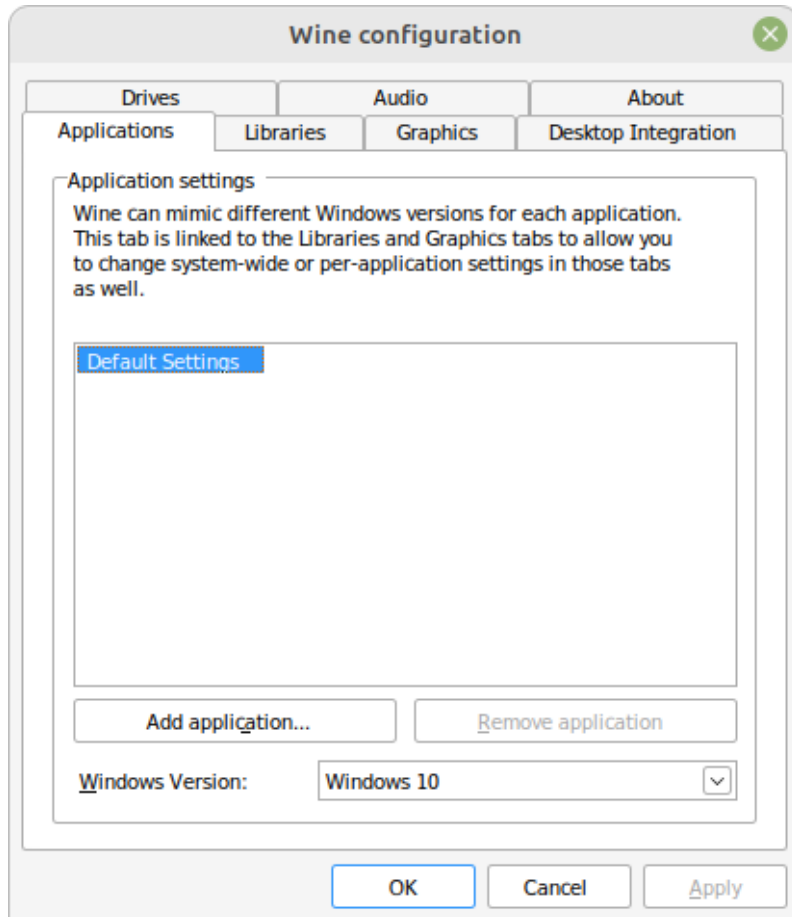 Wine configuration
Drives Audio About
Applications Libraries Graphics Desktop Integration
Application settings
Wine can mimic different Windows versions for each application.
This tab is linked to the Libraries and Graphics tabs to allow you
to change system-wide or per-application settings in those tabs
as well.
Default Settings
Add application... Remove application
Windows Version: Windows 10
OK Cancel Apply